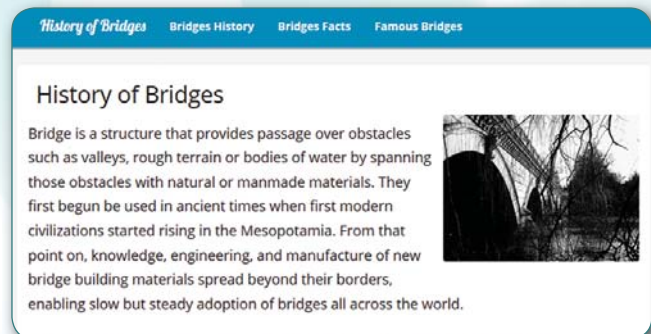 History of Bridges Bridges History Bridges Facts Famous Bridges
History of Bridges
Bridge is a structure that provides passage over obstacles
such as valleys, rough terrain or bodies of water by spanning
those obstacles with natural or manmade materials. They
first begun be used in ancient times when first modern
civilizations started rising in the Mesopotamia. From that
point on, knowledge, engineering, and manufacture of new
bridge building materials spread beyond their borders,
enabling slow but steady adoption of bridges all across the world.